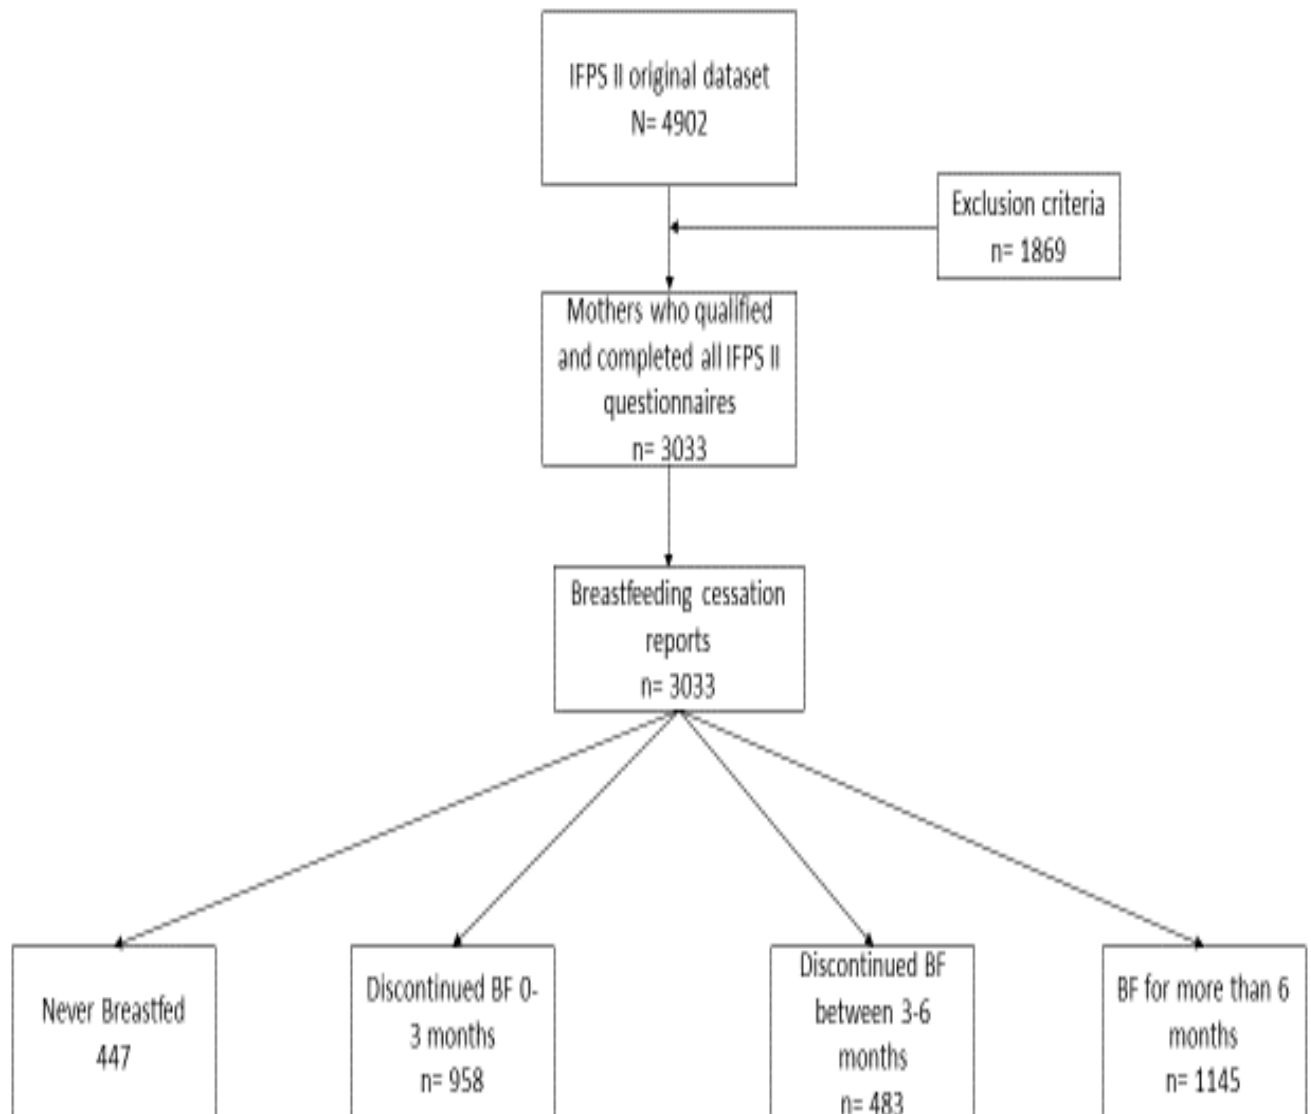 IFPS II original dataset
N= 4902
Exclusion criteria
n= 1869
Mothers who qualified
and completed all IFPS II
questionnaires
n= 3033
Breastfeeding cessation
reports
n= 3033
Never Breastfed
447
Discontinued BF 0-
3 months
n= 958
Discontinued BF
between 3-6
months
n= 483
BF for more than 6
months
n= 1145